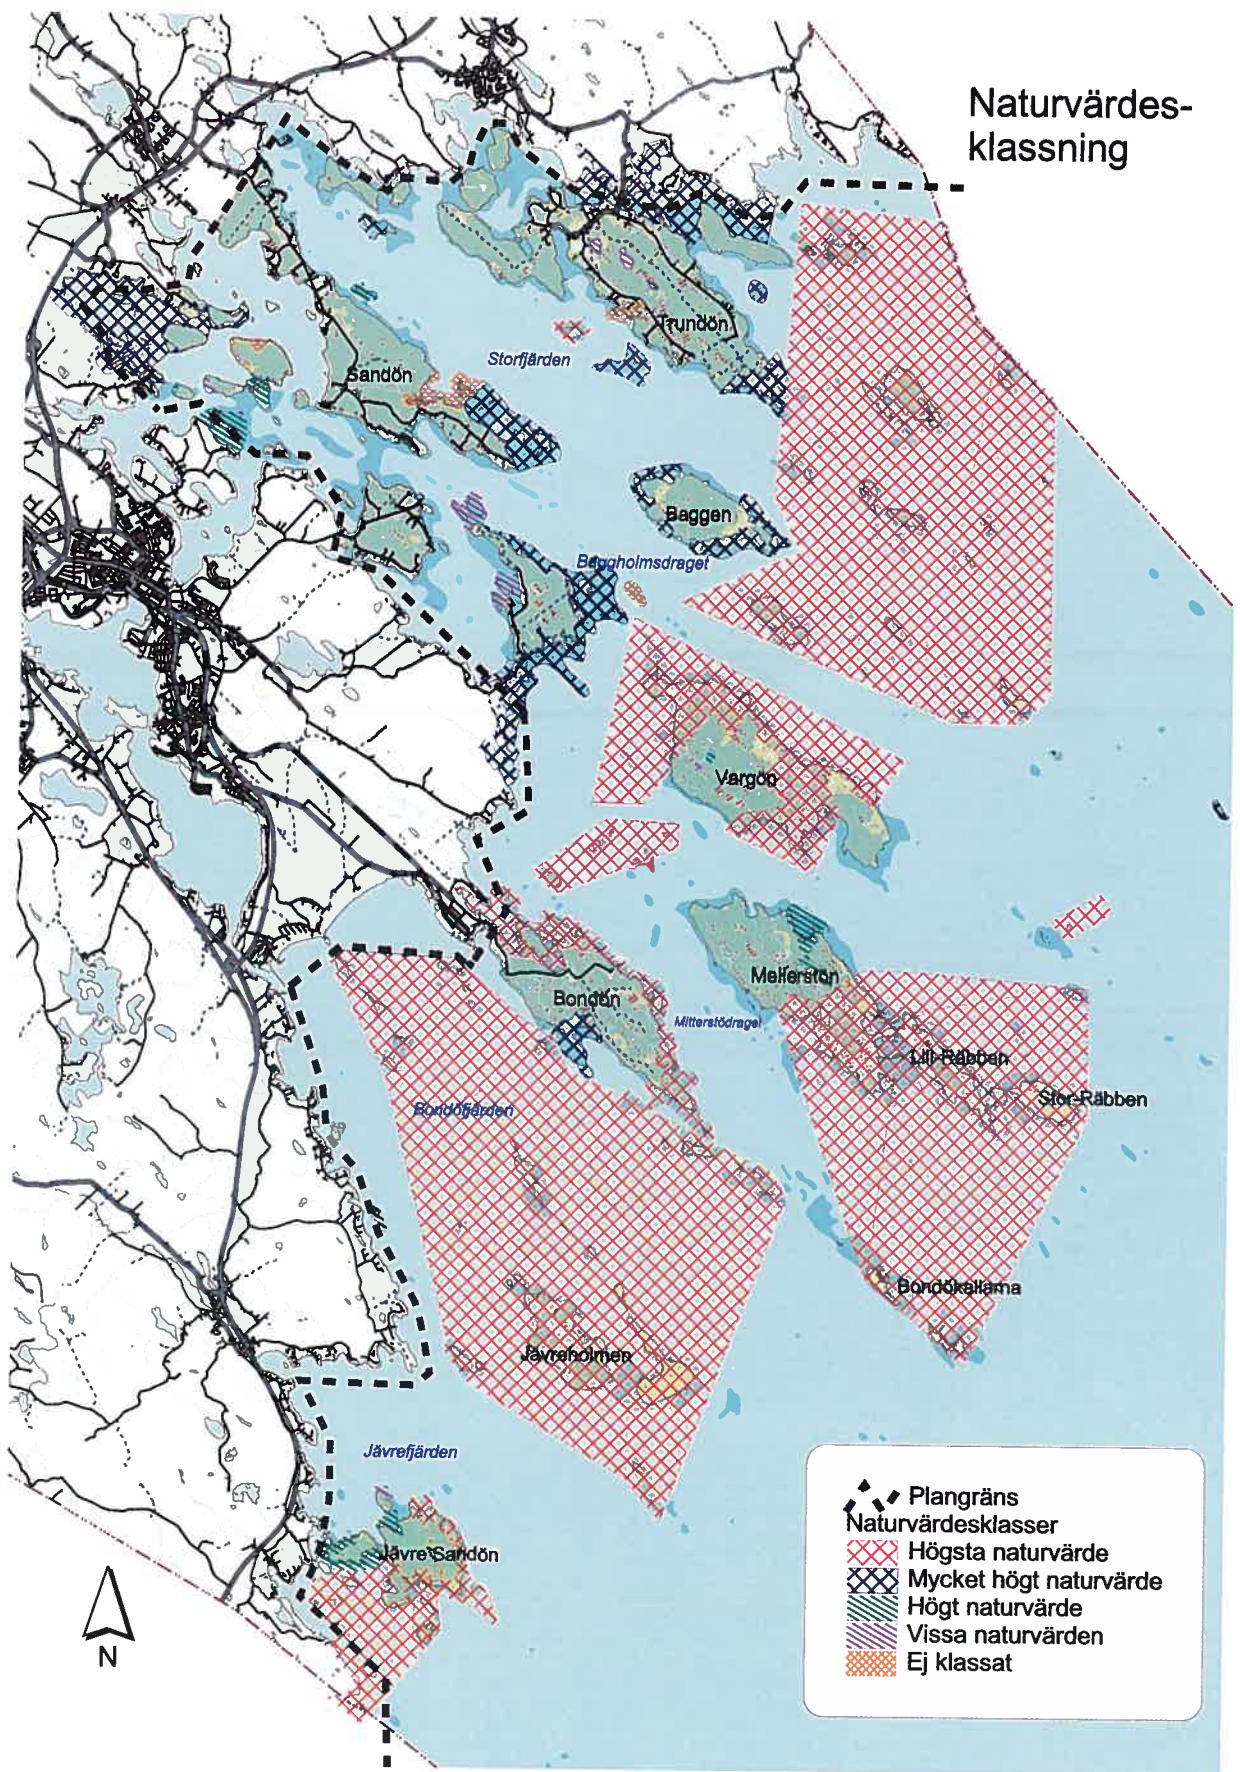 Naturvärdes-
klassning
Trundön
Storfjärden
Sandön
Baggen
Baggholmsdraget
Vargön
Mellerstön
Bondön
Mitterstödraget
Lill-Räbben
Stor-Räbben
Bondöfjärden
Bondökallarna
Jävreholmen
Jävrefjärden
Jävre Sandön
Plangräns
Naturvärdesklasser
Högsta naturvärde
Mycket högt naturvärde
Högt naturvärde
Vissa naturvärden
Ej klassat
N